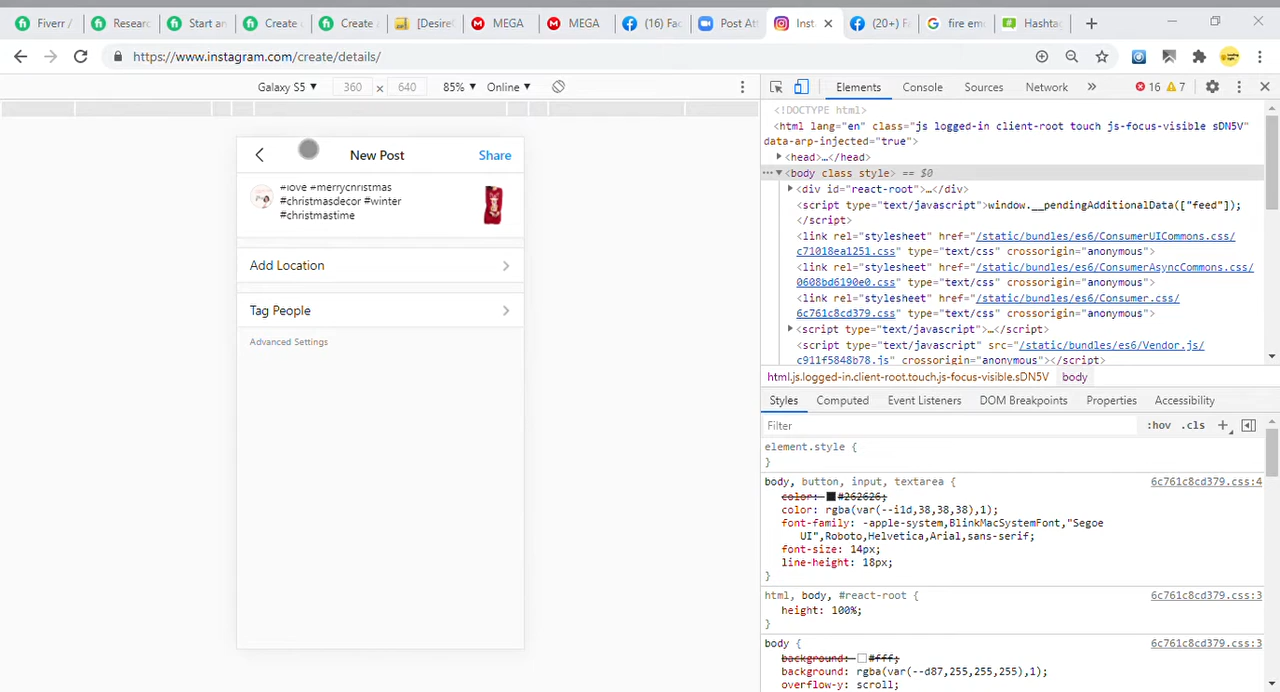 Fiverr /
Researc
Start an
Create
Create
[Desire
MEGA
MEGA
(16) Fac
Post Att
Inst
(20+) F
fire em
Hashta
https://www.instagram.com/create/details/
Galaxy S5 ▼ 360 × 640 85% ▼ Online ▼
Elements Console Sources Network » 16 7
New Post
Share
#love #merrychristmas
#christmasdecor #winter
#christmastime
Add Location
Tag People
Advanced Settings
<!DOCTYPE html>
<html lang="en" class="js logged-in client-root touch js-focus-visible sDN5V"
data-arp-injected="true">
<head>…</head>
<body class style> == $0
<div id="react-root">…</div>
<script type="text/javascript">window.__pendingAdditionalData(["feed"]);
</script>
<link rel="stylesheet" href="/static/bundles/es6/ConsumerUICommons.css/
c71018ea1251.css" type="text/css" crossorigin="anonymous">
<link rel="stylesheet" href="/static/bundles/es6/ConsumerAsyncCommons.css/
0608bd6190e0.css" type="text/css" crossorigin="anonymous">
<link rel="stylesheet" href="/static/bundles/es6/Consumer.css/
6c761c8cd379.css" type="text/css" crossorigin="anonymous">
<script type="text/javascript">…</script>
<script type="text/javascript" src="/static/bundles/es6/Vendor.js/
c911f5848b78.js" crossorigin="anonymous"></script>
html.js.logged-in.client-root.touch.js-focus-visible.sDN5V body
Styles Computed Event Listeners DOM Breakpoints Properties Accessibility
Filter :hov .cls +
element.style {
}
body, button, input, textarea { 6c761c8cd379.css:4
color: #262626;
color: rgba(var(--i1d,38,38,38),1);
font-family: -apple-system,BlinkMacSystemFont,"Segoe
UI",Roboto,Helvetica,Arial,sans-serif;
font-size: 14px;
line-height: 18px;
}
html, body, #react-root { 6c761c8cd379.css:3
height: 100%;
}
body { 6c761c8cd379.css:3
background: #fff;
background: rgba(var(--d87,255,255,255),1);
overflow-y: scroll;